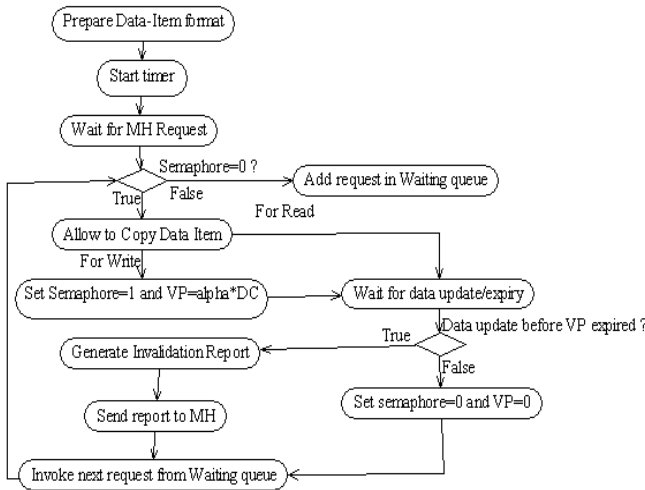 Prepare Data-Item format
Start timer
Wait for MH Request
Semaphore=0 ?
Add request in Waiting queue
True
False
For Read
Allow to Copy Data Item
For Write
Set Semaphore=1 and VP=alpha*DC
Wait for data update/expiry
Data update before VP expired ?
True
Generate Invalidation Report
False
Send report to MH
Set semaphore=0 and VP=0
Invoke next request from Waiting queue